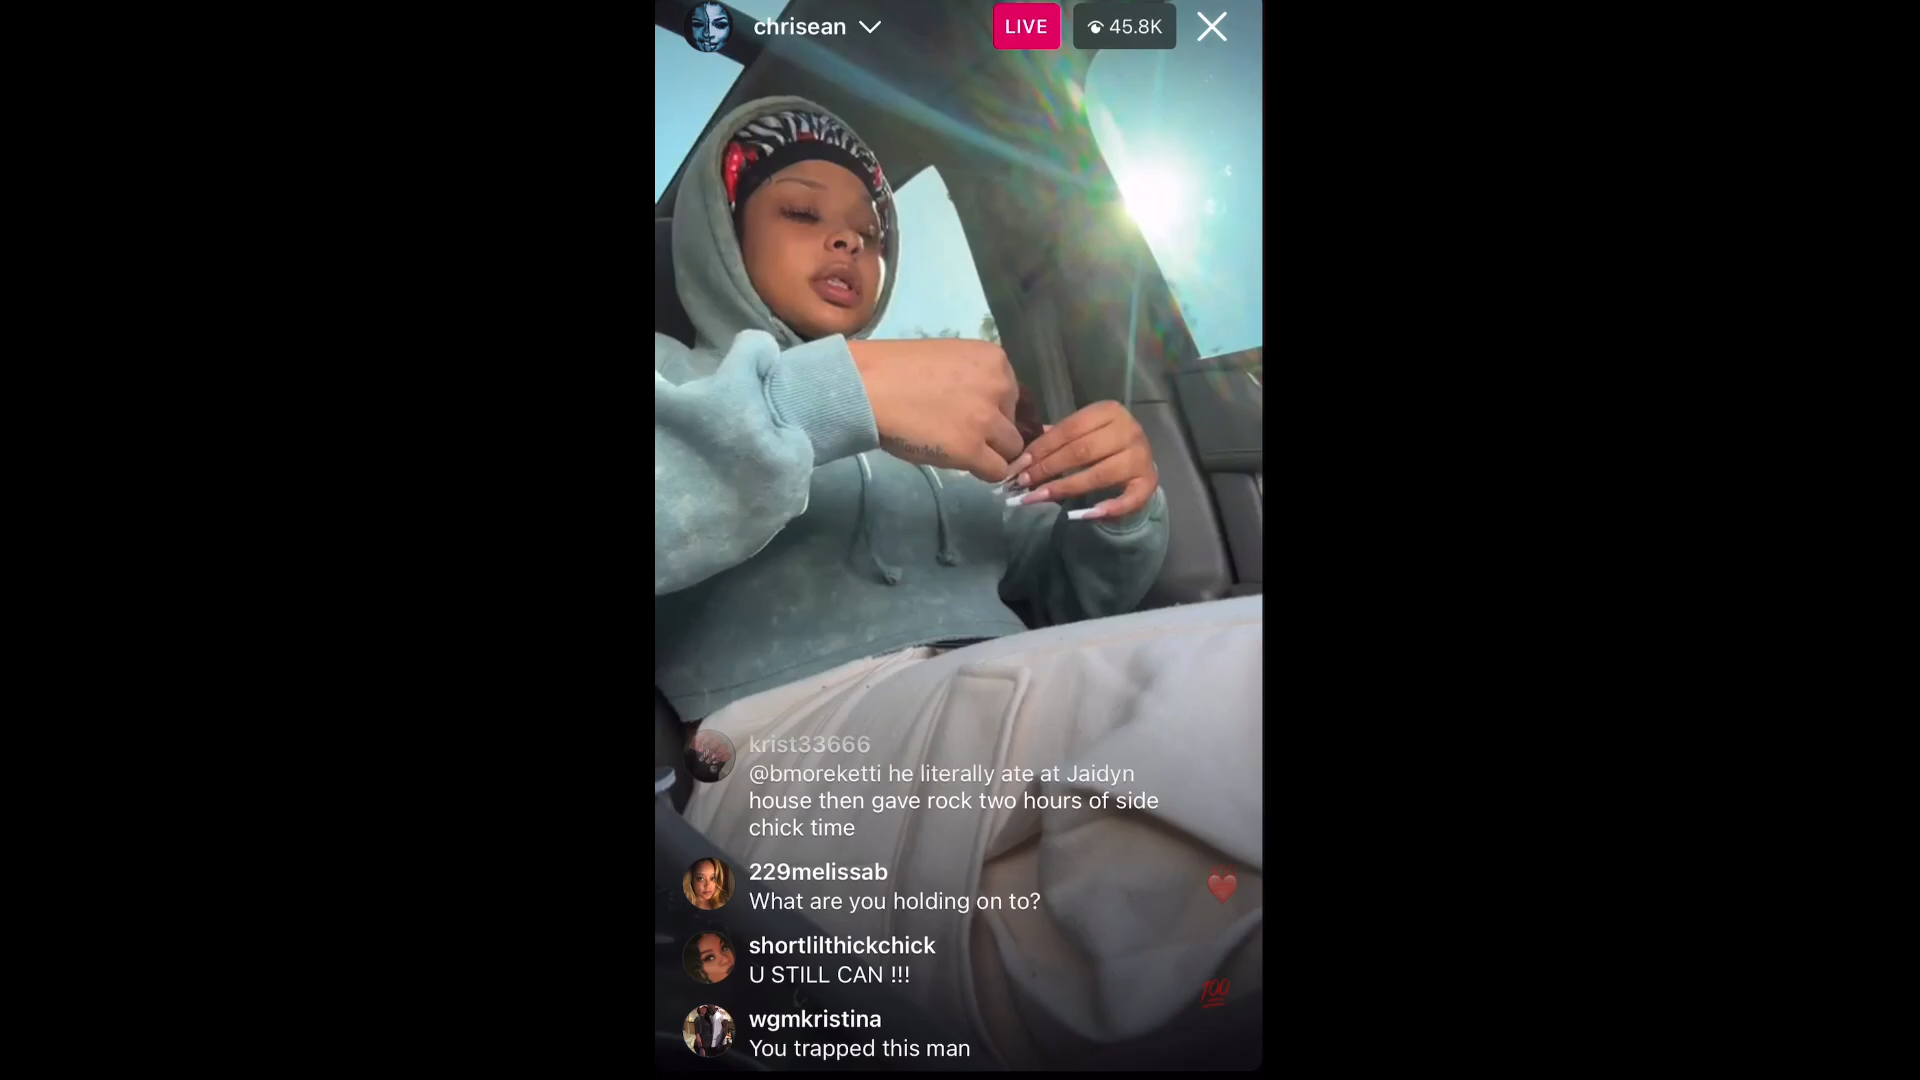 chrisean
LIVE
45.8K
krist33666
@bmoreketti he literally ate at Jaidyn
house then gave rock two hours of side
chick time
229melissab
What are you holding on to?
shortlilthickchick
U STILL CAN !!!
wgmkristina
You trapped this man
100